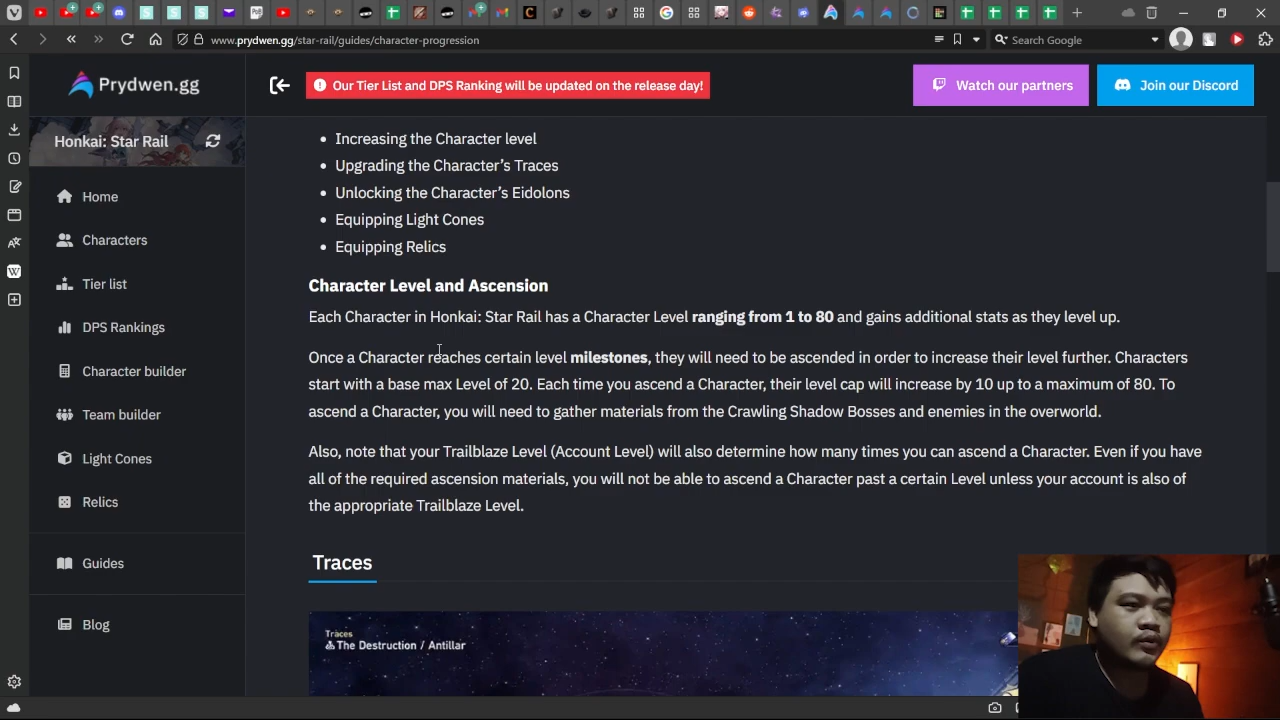 www.prydwen.gg/star-rail/guides/character-progression
Search Google
Prydwen.gg
Our Tier List and DPS Ranking will be updated on the release day!
Watch our partners
Join our Discord
Honkai: Star Rail
Home
Characters
Tier list
DPS Rankings
Character builder
Team builder
Light Cones
Relics
Guides
Blog
Increasing the Character level
Upgrading the Character’s Traces
Unlocking the Character’s Eidolons
Equipping Light Cones
Equipping Relics
Character Level and Ascension
Each Character in Honkai: Star Rail has a Character Level ranging from 1 to 80 and gains additional stats as they level up.
Once a Character reaches certain level milestones, they will need to be ascended in order to increase their level further. Characters
start with a base max Level of 20. Each time you ascend a Character, their level cap will increase by 10 up to a maximum of 80. To
ascend a Character, you will need to gather materials from the Crawling Shadow Bosses and enemies in the overworld.
Also, note that your Trailblaze Level (Account Level) will also determine how many times you can ascend a Character. Even if you have
all of the required ascension materials, you will not be able to ascend a Character past a certain Level unless your account is also of
the appropriate Trailblaze Level.
Traces
Traces
The Destruction / Antillar